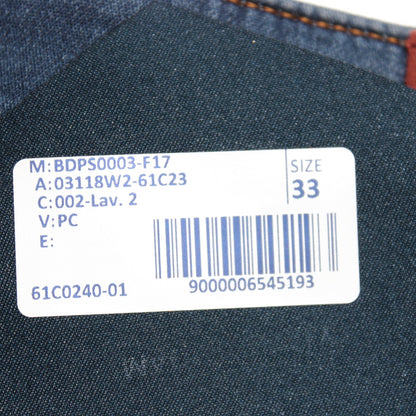 M:BDPS0003-F17
A:03118W2-61C23
C:002-Lav. 2
V:PC
E:
SIZE
33
61C0240-01
9000006545193